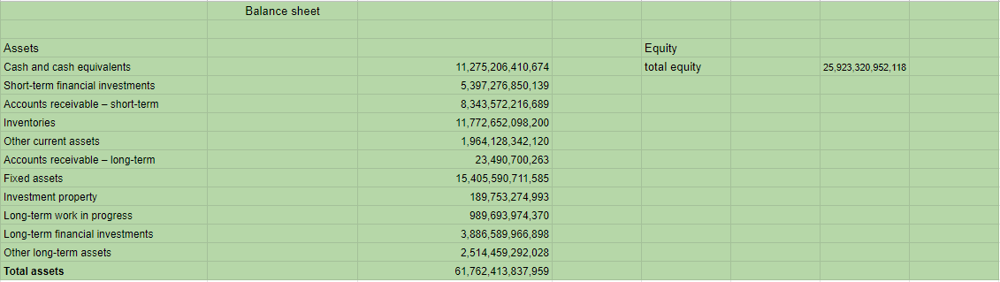 Balance sheet
Assets Equity
Cash and cash equivalents 11,275,206,410,674 total equity 25,923,320,952,118
Short-term financial investments 5,397,276,850,139
Accounts receivable – short-term 8,343,572,216,689
Inventories 11,772,652,098,200
Other current assets 1,964,128,342,120
Accounts receivable – long-term 23,490,700,263
Fixed assets 15,405,590,711,585
Investment property 189,753,274,993
Long-term work in progress 989,693,974,370
Long-term financial investments 3,886,589,966,898
Other long-term assets 2,514,459,292,028
Total assets 61,762,413,837,959